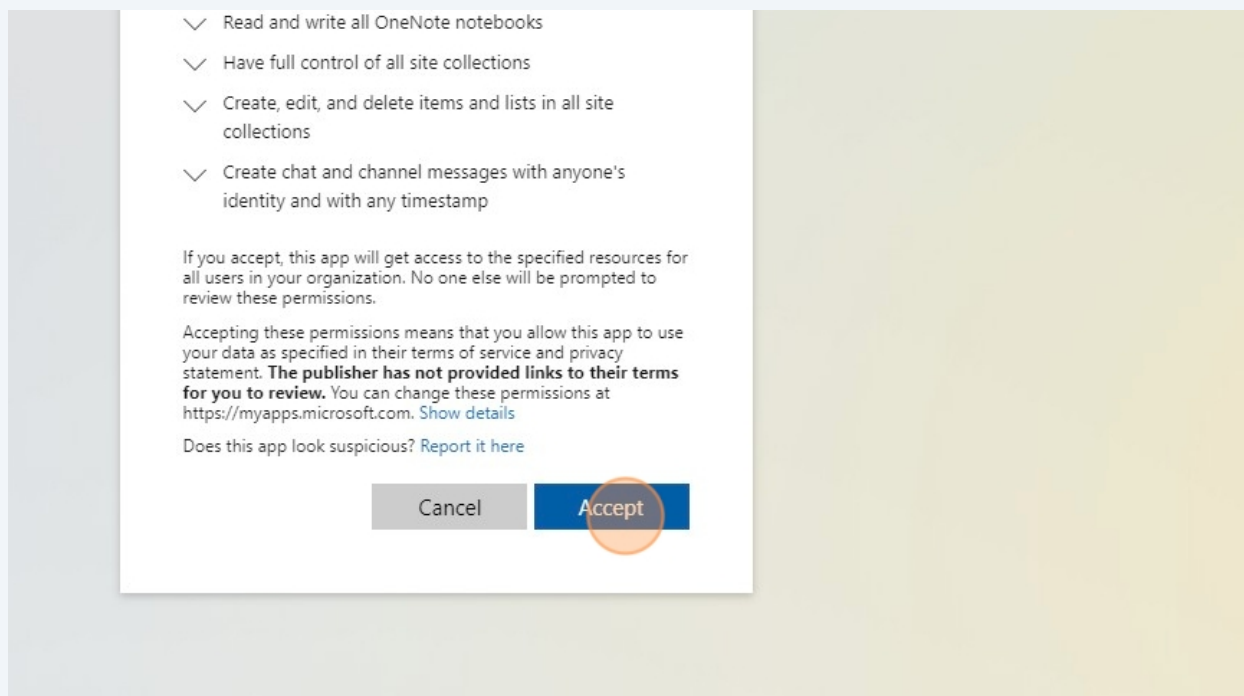 Read and write all OneNote notebooks
Have full control of all site collections
Create, edit, and delete items and lists in all site
collections
Create chat and channel messages with anyone's
identity and with any timestamp
If you accept, this app will get access to the specified resources for
all users in your organization. No one else will be prompted to
review these permissions.
Accepting these permissions means that you allow this app to use
your data as specified in their terms of service and privacy
statement. The publisher has not provided links to their terms
for you to review. You can change these permissions at
https://myapps.microsoft.com. Show details
Does this app look suspicious? Report it here
Cancel Accept